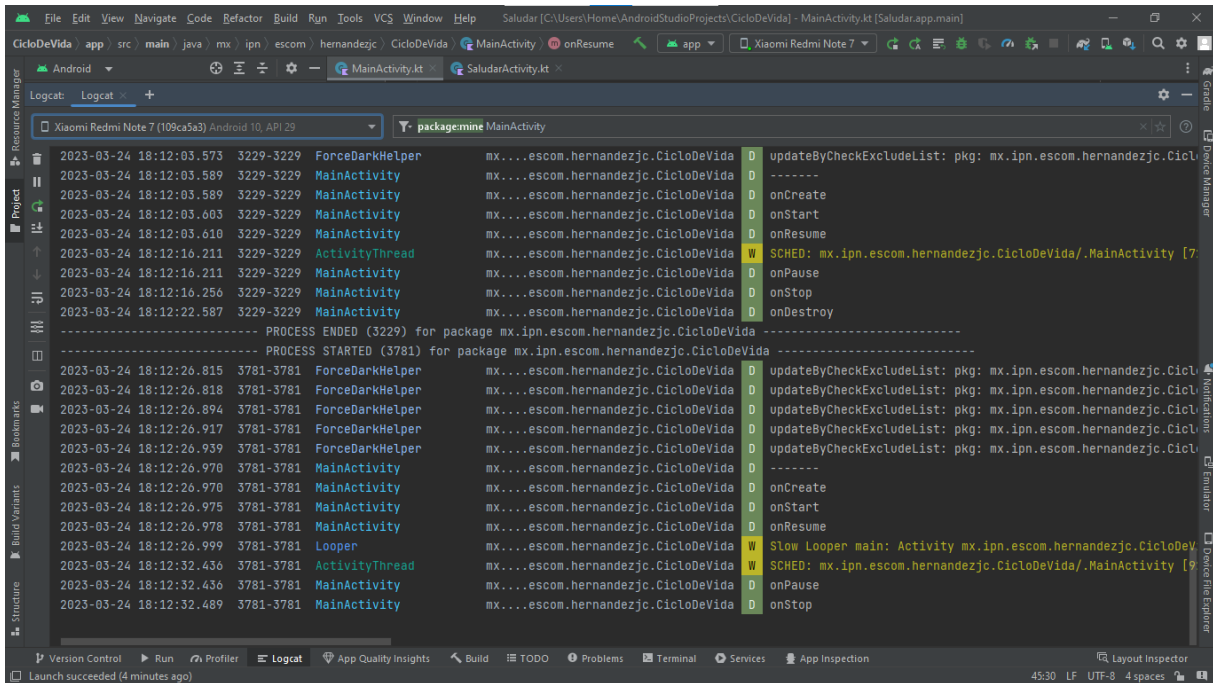 File Edit View Navigate Code Refactor Build Run Tools VCS Window Help Saludar [C:\Users\Home\AndroidStudioProjects\CicloDeVida] - MainActivity.kt [Saludar.app.main]
CicloDeVida app src main java mx ipn escom hernandezjc CicloDeVida MainActivity onResume app Xiaomi Redmi Note 7
Android MainActivity.kt SaludarActivity.kt
Logcat: Logcat
Xiaomi Redmi Note 7 (109ca5a3) Android 10, API 29 package:mine MainActivity
2023-03-24 18:12:03.573 3229-3229 ForceDarkHelper mx....escom.hernandezjc.CicloDeVida D updateByCheckExcludeList: pkg: mx.ipn.escom.hernandezjc.Cicl
2023-03-24 18:12:03.589 3229-3229 MainActivity mx....escom.hernandezjc.CicloDeVida D -------
2023-03-24 18:12:03.589 3229-3229 MainActivity mx....escom.hernandezjc.CicloDeVida D onCreate
2023-03-24 18:12:03.603 3229-3229 MainActivity mx....escom.hernandezjc.CicloDeVida D onStart
2023-03-24 18:12:03.610 3229-3229 MainActivity mx....escom.hernandezjc.CicloDeVida D onResume
2023-03-24 18:12:16.211 3229-3229 ActivityThread mx....escom.hernandezjc.CicloDeVida W SCHED: mx.ipn.escom.hernandezjc.CicloDeVida/.MainActivity [7
2023-03-24 18:12:16.211 3229-3229 MainActivity mx....escom.hernandezjc.CicloDeVida D onPause
2023-03-24 18:12:16.256 3229-3229 MainActivity mx....escom.hernandezjc.CicloDeVida D onStop
2023-03-24 18:12:22.587 3229-3229 MainActivity mx....escom.hernandezjc.CicloDeVida D onDestroy
---------------------------- PROCESS ENDED (3229) for package mx.ipn.escom.hernandezjc.CicloDeVida ----------------------------
---------------------------- PROCESS STARTED (3781) for package mx.ipn.escom.hernandezjc.CicloDeVida ----------------------------
2023-03-24 18:12:26.815 3781-3781 ForceDarkHelper mx....escom.hernandezjc.CicloDeVida D updateByCheckExcludeList: pkg: mx.ipn.escom.hernandezjc.Cicl
2023-03-24 18:12:26.818 3781-3781 ForceDarkHelper mx....escom.hernandezjc.CicloDeVida D updateByCheckExcludeList: pkg: mx.ipn.escom.hernandezjc.Cicl
2023-03-24 18:12:26.894 3781-3781 ForceDarkHelper mx....escom.hernandezjc.CicloDeVida D updateByCheckExcludeList: pkg: mx.ipn.escom.hernandezjc.Cicl
2023-03-24 18:12:26.917 3781-3781 ForceDarkHelper mx....escom.hernandezjc.CicloDeVida D updateByCheckExcludeList: pkg: mx.ipn.escom.hernandezjc.Cicl
2023-03-24 18:12:26.939 3781-3781 ForceDarkHelper mx....escom.hernandezjc.CicloDeVida D updateByCheckExcludeList: pkg: mx.ipn.escom.hernandezjc.Cicl
2023-03-24 18:12:26.970 3781-3781 MainActivity mx....escom.hernandezjc.CicloDeVida D -------
2023-03-24 18:12:26.970 3781-3781 MainActivity mx....escom.hernandezjc.CicloDeVida D onCreate
2023-03-24 18:12:26.975 3781-3781 MainActivity mx....escom.hernandezjc.CicloDeVida D onStart
2023-03-24 18:12:26.978 3781-3781 MainActivity mx....escom.hernandezjc.CicloDeVida D onResume
2023-03-24 18:12:26.999 3781-3781 Looper mx....escom.hernandezjc.CicloDeVida W Slow Looper main: Activity mx.ipn.escom.hernandezjc.CicloDeV
2023-03-24 18:12:32.436 3781-3781 ActivityThread mx....escom.hernandezjc.CicloDeVida W SCHED: mx.ipn.escom.hernandezjc.CicloDeVida/.MainActivity [9
2023-03-24 18:12:32.436 3781-3781 MainActivity mx....escom.hernandezjc.CicloDeVida D onPause
2023-03-24 18:12:32.489 3781-3781 MainActivity mx....escom.hernandezjc.CicloDeVida D onStop
Resource Manager
Project
Bookmarks
Build Variants
Structure
Gradle
Device Manager
Notifications
Emulator
Device File Explorer
Version Control Run Profiler Logcat App Quality Insights Build TODO Problems Terminal Services App Inspection Layout Inspector
Launch succeeded (4 minutes ago) 45:30 LF UTF-8 4 spaces